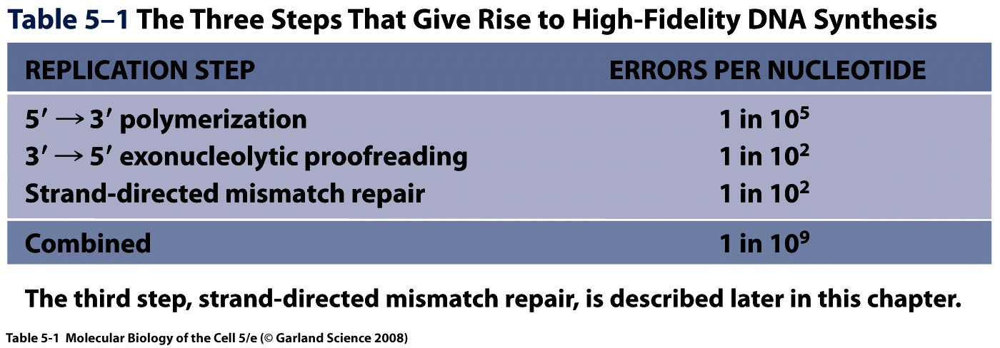 Table 5–1 The Three Steps That Give Rise to High-Fidelity DNA Synthesis
REPLICATION STEP ERRORS PER NUCLEOTIDE
5′ → 3′ polymerization 1 in 10⁵
3′ → 5′ exonucleolytic proofreading 1 in 10²
Strand-directed mismatch repair 1 in 10²
Combined 1 in 10⁹
The third step, strand-directed mismatch repair, is described later in this chapter.
Table 5-1 Molecular Biology of the Cell 5/e (© Garland Science 2008)